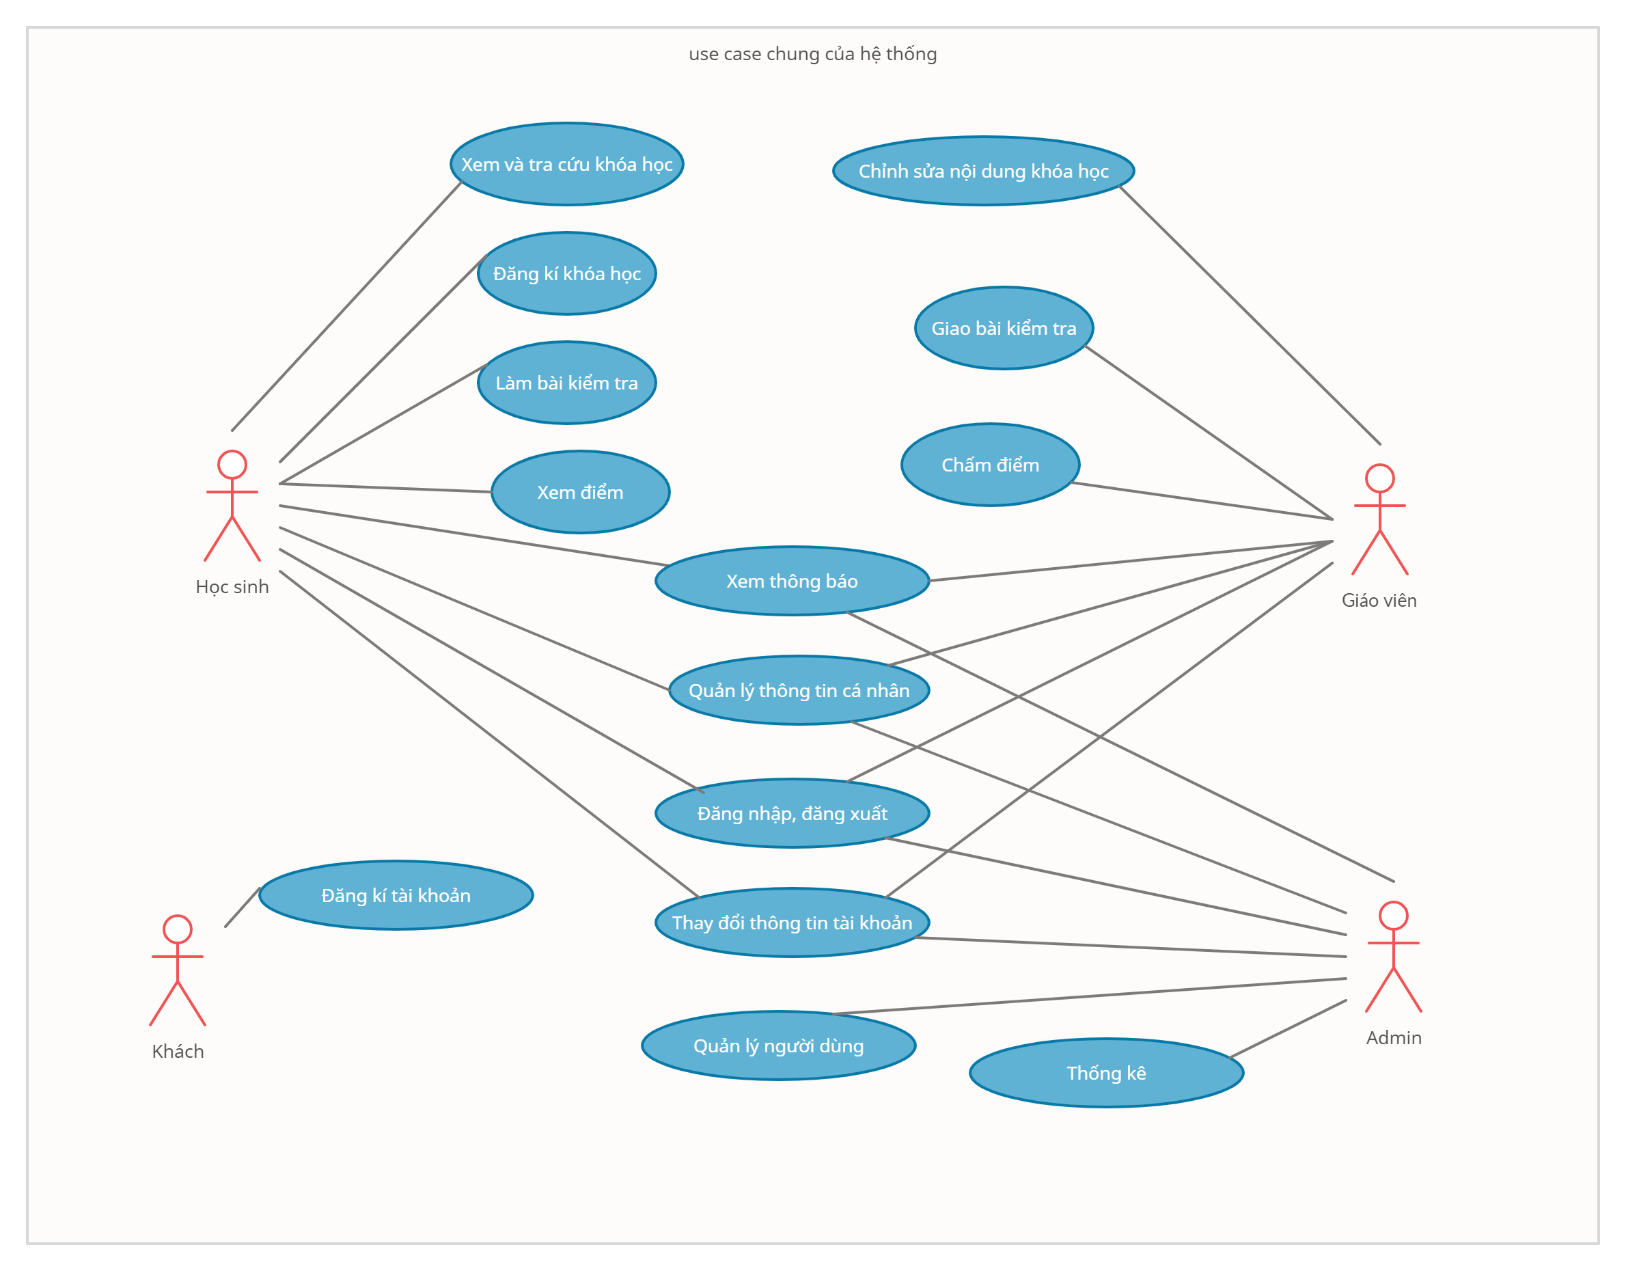 use case chung của hệ thống
Xem và tra cứu khóa học
Chỉnh sửa nội dung khóa học
Đăng kí khóa học
Giao bài kiểm tra
Làm bài kiểm tra
Chấm điểm
Xem điểm
Học sinh
Xem thông báo
Giáo viên
Quản lý thông tin cá nhân
Đăng nhập, đăng xuất
Đăng kí tài khoản
Thay đổi thông tin tài khoản
Khách
Quản lý người dùng
Admin
Thống kê